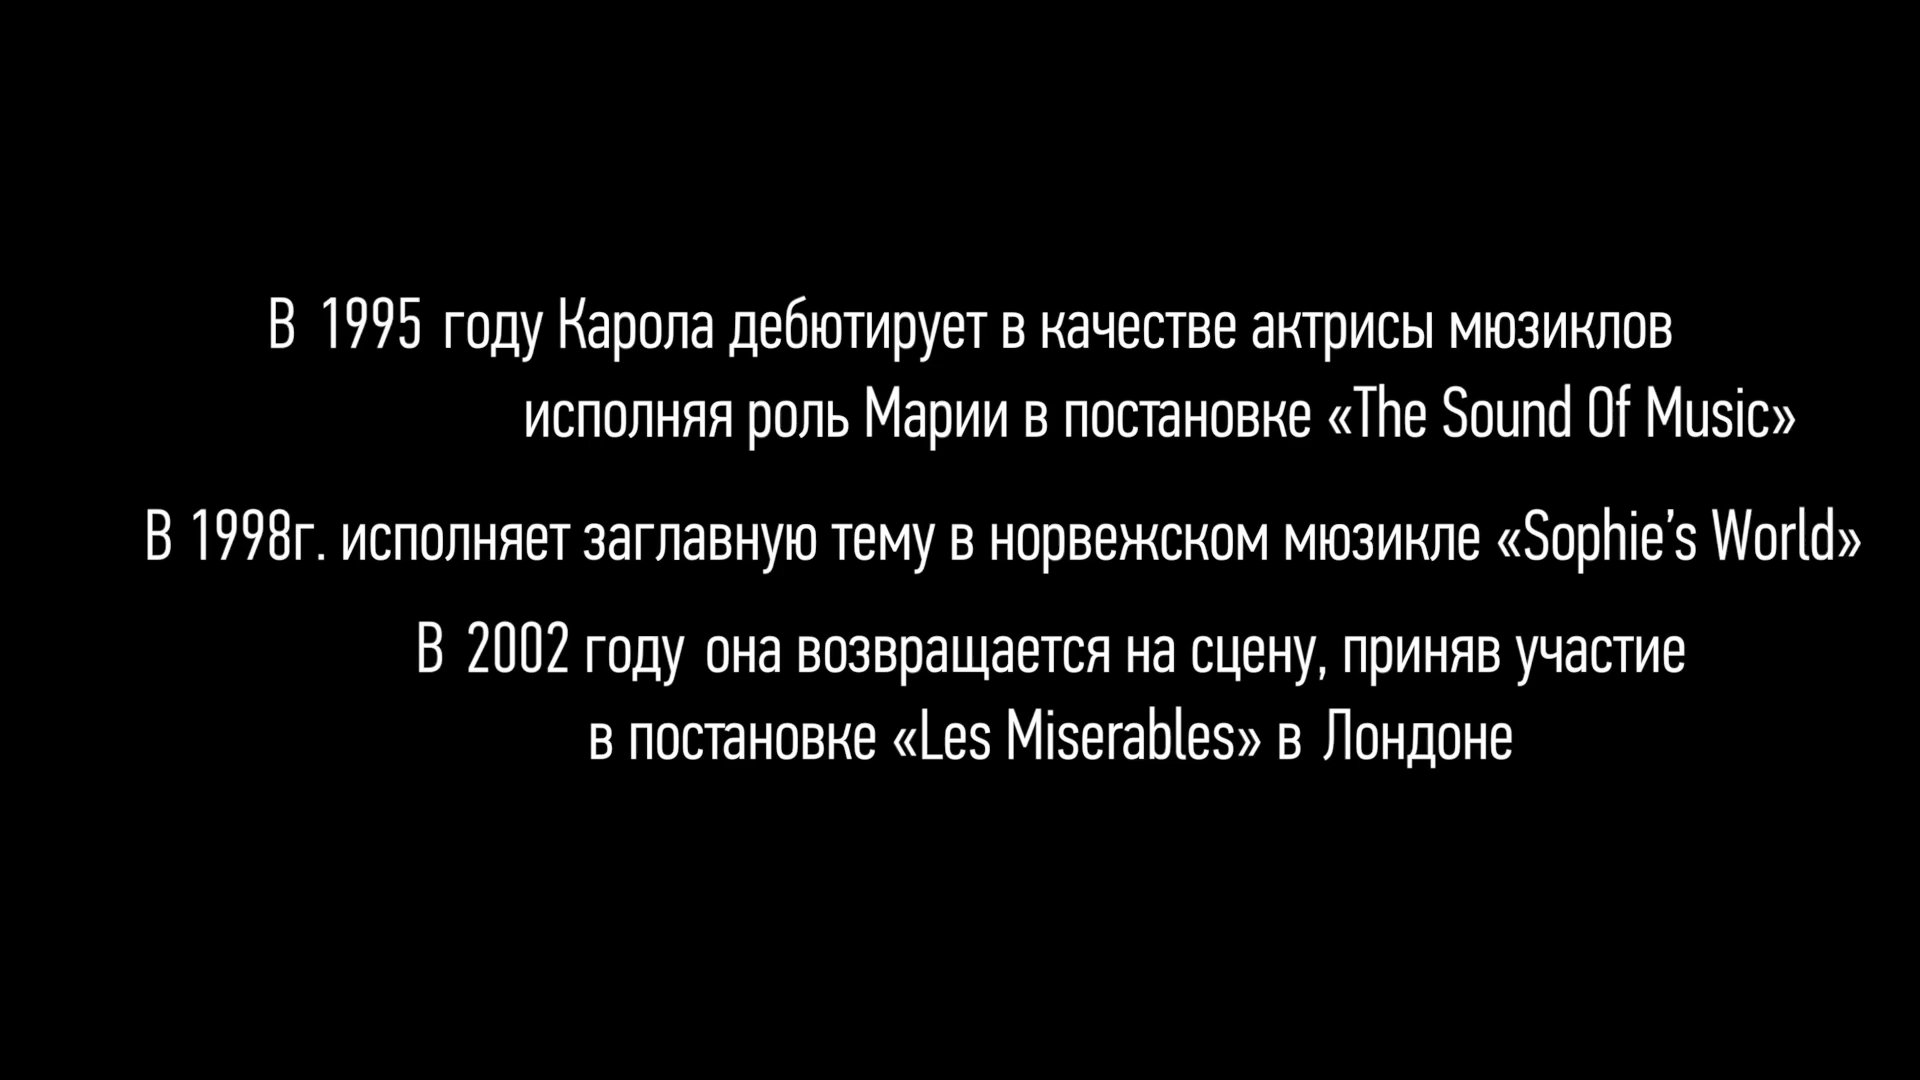 В 1995 году Карола дебютирует в качестве актрисы мюзиклов
исполняя роль Марии в постановке «The Sound Of Music»
В 1998г. исполняет заглавную тему в норвежском мюзикле «Sophie’s World»
В 2002 году она возвращается на сцену, приняв участие
в постановке «Les Miserables» в Лондоне